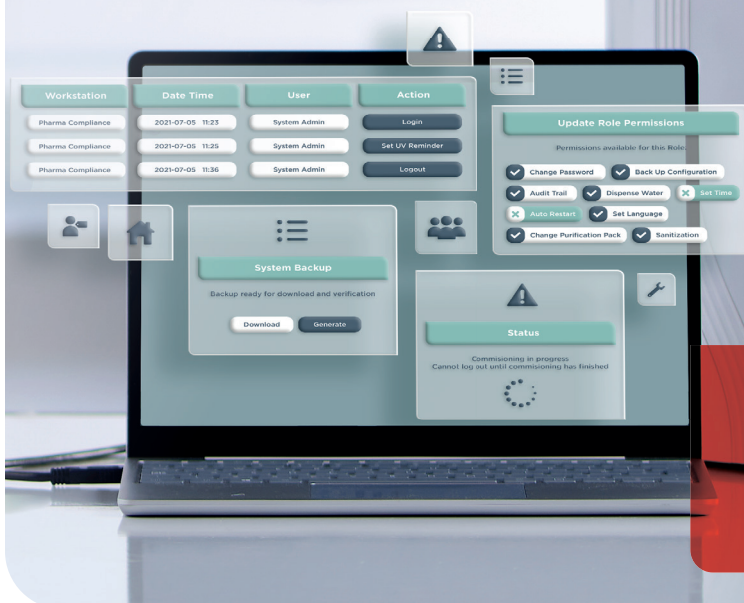 Workstation Date Time User Action
Pharma Compliance 2021-07-05 11:23 System Admin Login
Pharma Compliance 2021-07-05 11:25 System Admin Set UV Reminder
Pharma Compliance 2021-07-05 11:36 System Admin Logout
Update Role Permissions
Permissions available for this Role:
Change Password Back Up Configuration
Audit Trail Dispense Water Set Time
Auto Restart Set Language
Change Purification Pack Sanitization
System Backup
Backup ready for download and verification
Download Generate
Status
Commisioning in progress
Cannot log out until commisioning has finished